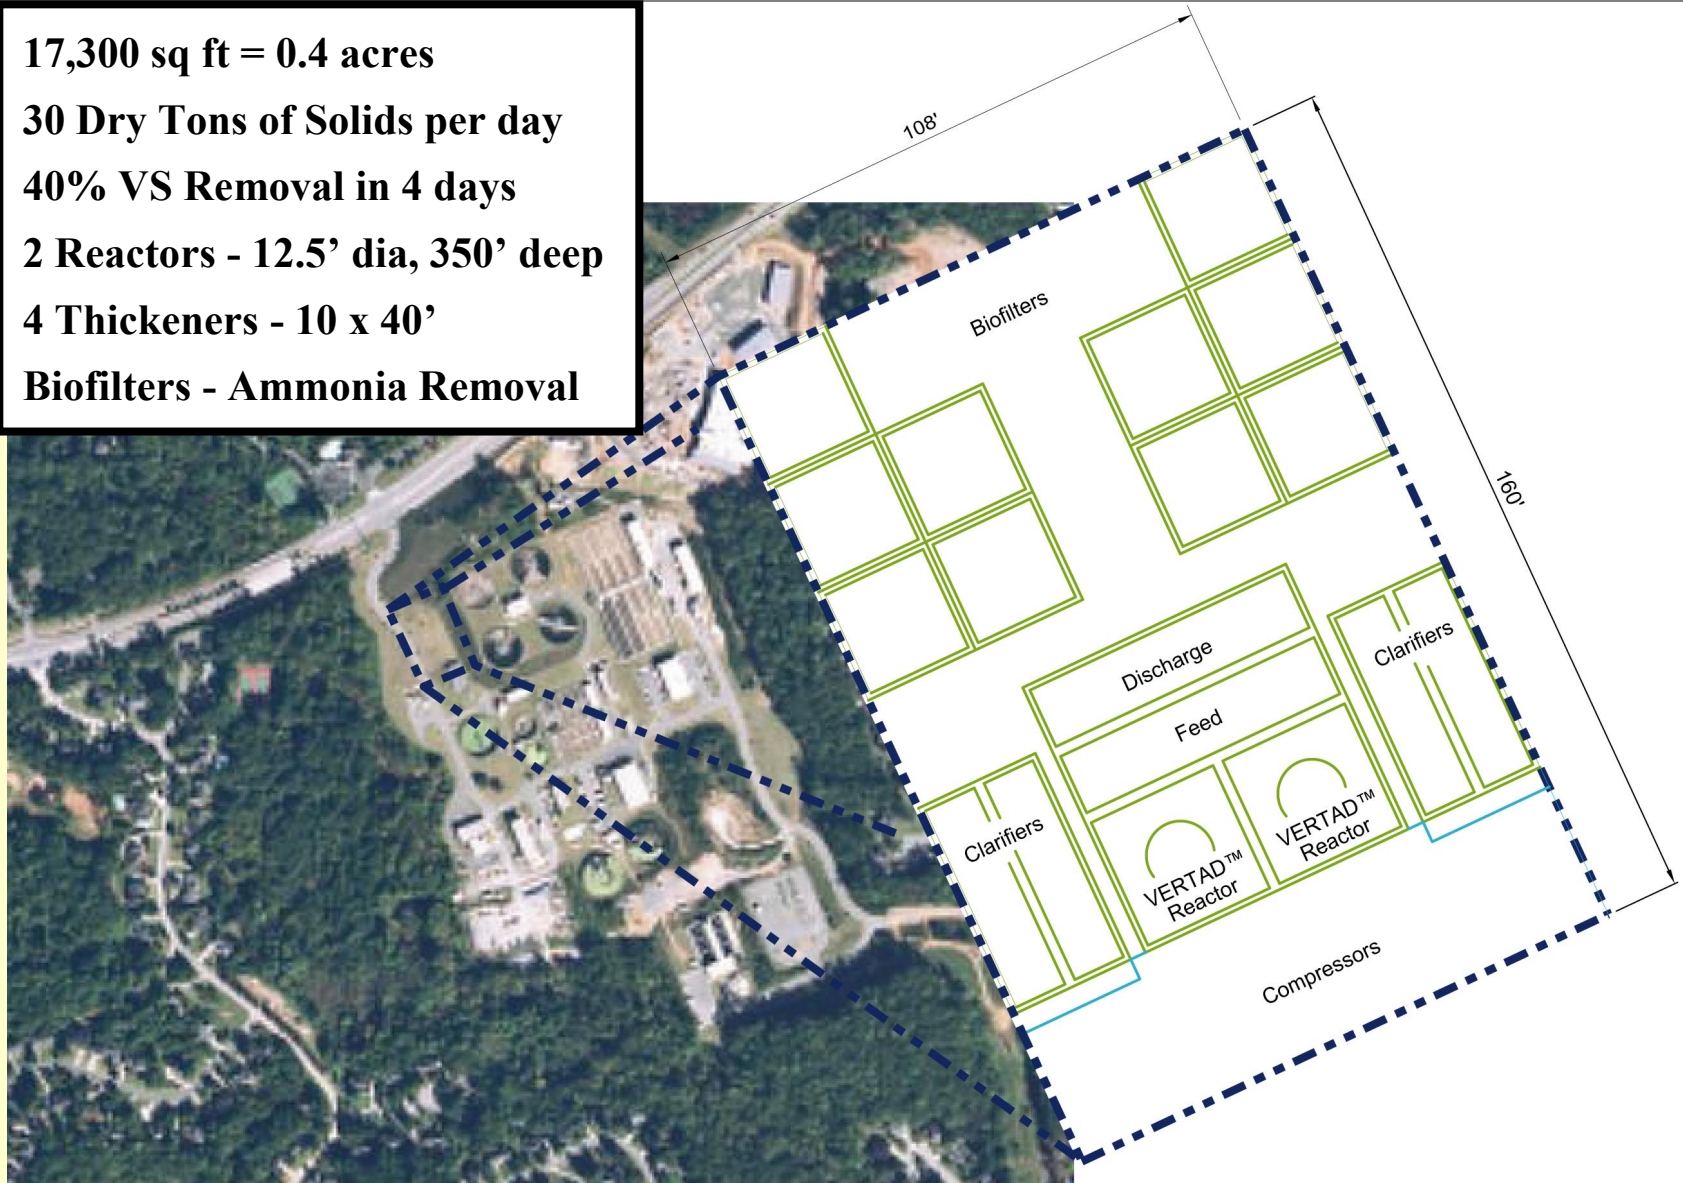 17,300 sq ft = 0.4 acres
30 Dry Tons of Solids per day
40% VS Removal in 4 days
2 Reactors - 12.5’ dia, 350’ deep
4 Thickeners - 10 x 40’
Biofilters - Ammonia Removal
108'
160'
Biofilters
Discharge
Feed
Clarifiers
Clarifiers
VERTAD™
Reactor
VERTAD™
Reactor
Compressors